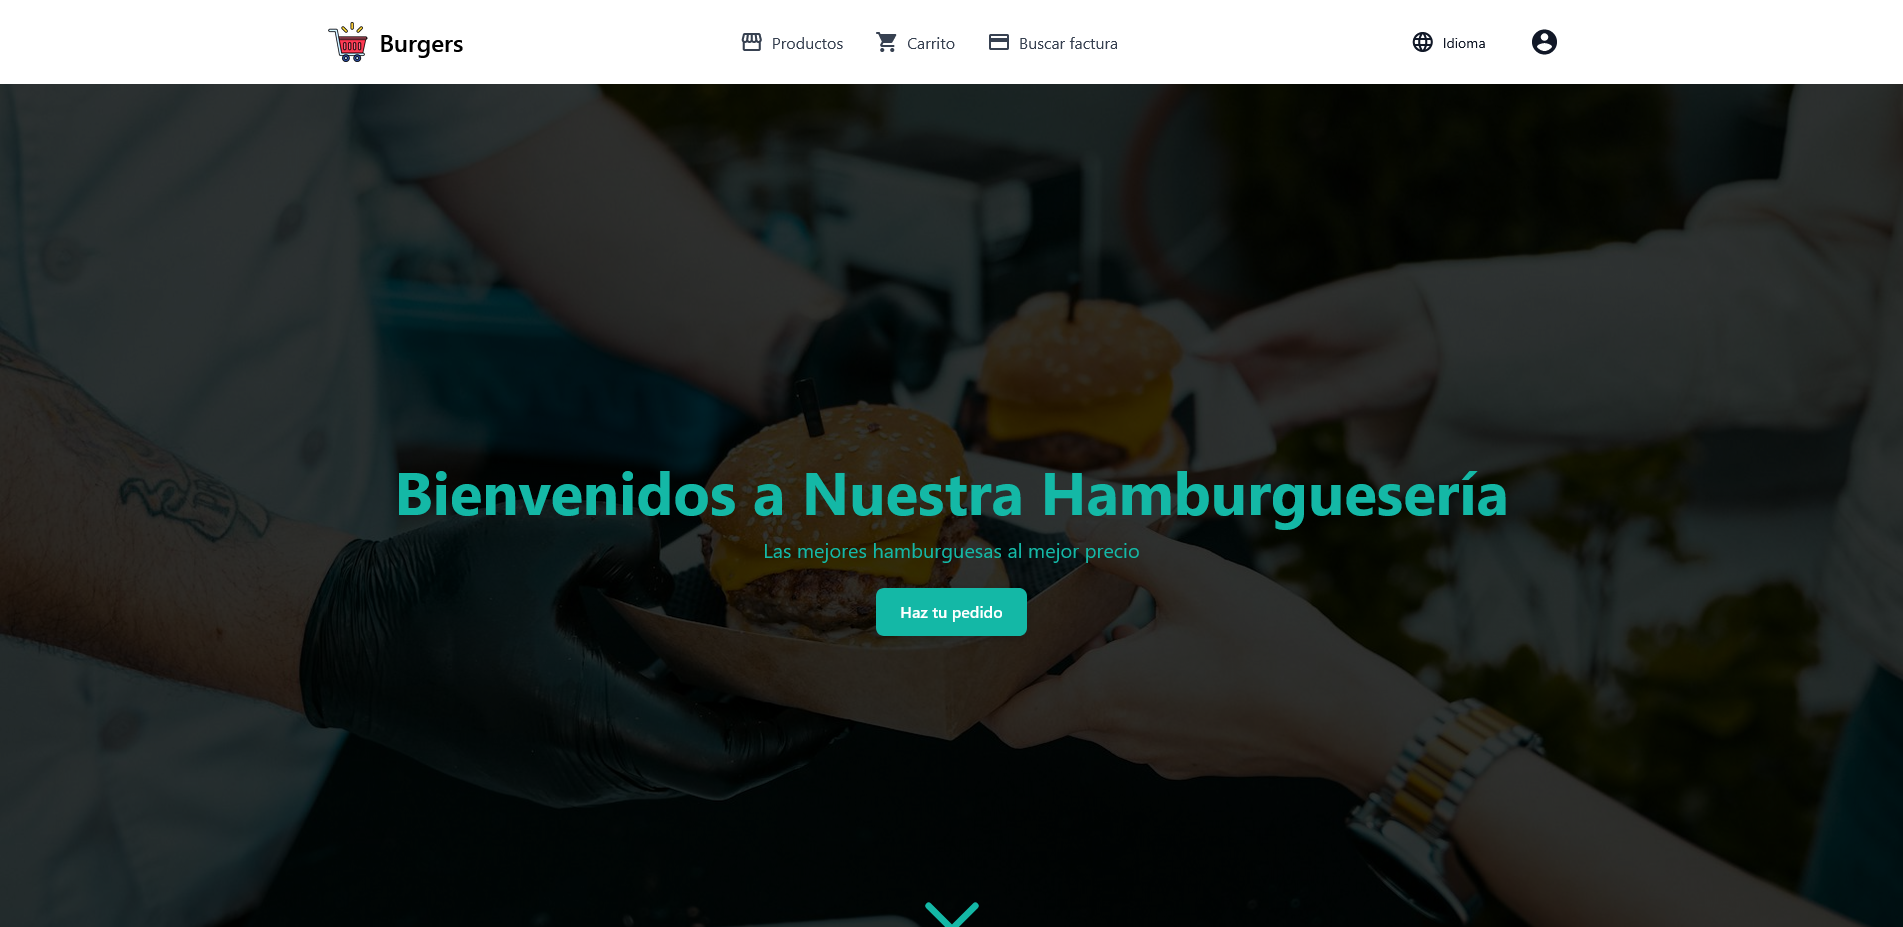 Burgers
Productos
Carrito
Buscar factura
Idioma
Bienvenidos a Nuestra Hamburguesería
Las mejores hamburguesas al mejor precio
Haz tu pedido